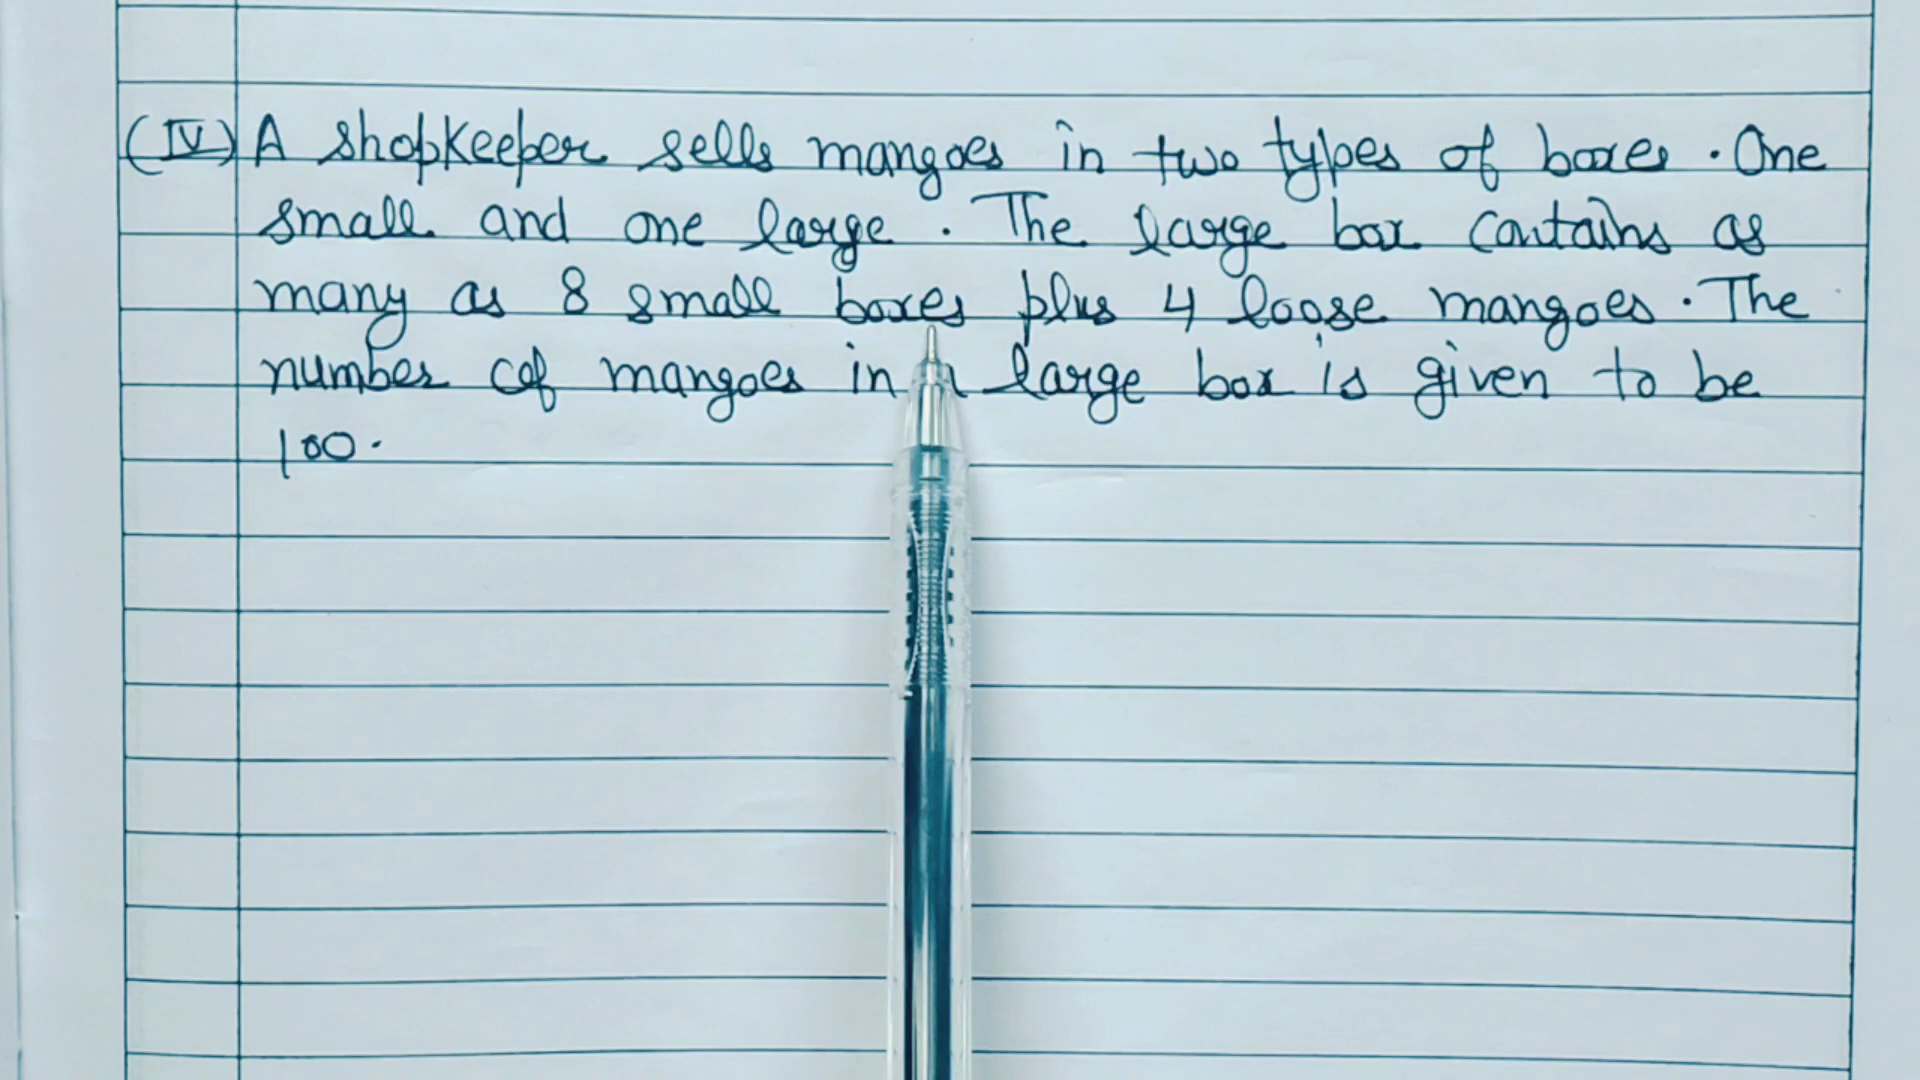 (IV) A shopkeeper sells mangoes in two types of boxes. One
small and one large. The large box contains as
many as 8 small boxes plus 4 loose mangoes. The
number of mangoes in large box is given to be
100.